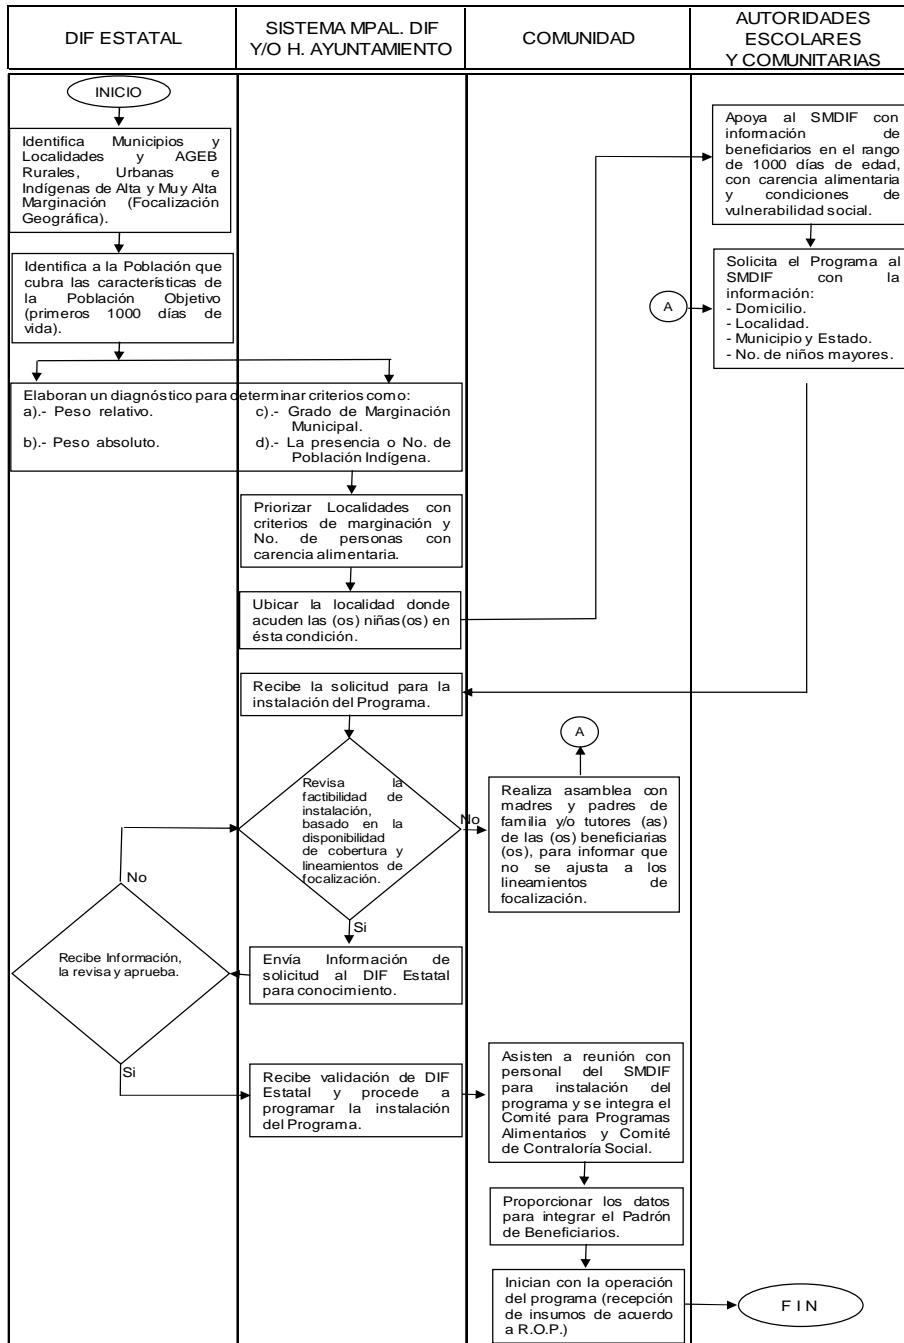 DIF ESTATAL
SISTEMA MPAL. DIF
Y/O H. AYUNTAMIENTO
COMUNIDAD
AUTORIDADES
ESCOLARES
Y COMUNITARIAS
INICIO
Identifica Municipios y
Localidades y AGEB
Rurales, Urbanas e
Indígenas de Alta y Muy Alta
Marginación (Focalización
Geográfica).
Identifica a la Población que
cubra las características de
la Población Objetivo
(primeros 1000 días de
vida).
Elaboran un diagnóstico para determinar criterios como:
a).- Peso relativo.
b).- Peso absoluto.
c).- Grado de Marginación
Municipal.
d).- La presencia o No. de
Población Indígena.
Priorizar Localidades con
criterios de marginación y
No. de personas con
carencia alimentaria.
Ubicar la localidad donde
acuden las (os) niñas(os) en
ésta condición.
Apoya al SMDIF con
información de
beneficiarios en el rango
de 1000 días de edad,
con carencia alimentaria
y condiciones de
vulnerabilidad social.
A
Solicita el Programa al
SMDIF con la
información:
- Domicilio.
- Localidad.
- Municipio y Estado.
- No. de niños mayores.
Recibe la solicitud para la
instalación del Programa.
Revisa la
factibilidad de
instalación,
basado en la
disponibilidad
de cobertura y
lineamientos de
focalización.
No
A
Realiza asamblea con
madres y padres de
familia y/o tutores (as)
de las (os) beneficiarias
(os), para informar que
no se ajusta a los
lineamientos de
focalización.
Si
Envía Información de
solicitud al DIF Estatal
para conocimiento.
No
Recibe Información,
la revisa y aprueba.
Si
Recibe validación de DIF
Estatal y procede a
programar la instalación
del Programa.
Asisten a reunión con
personal del SMDIF
para instalación del
programa y se integra el
Comité para Programas
Alimentarios y Comité
de Contraloría Social.
Proporcionar los datos
para integrar el Padrón
de Beneficiarios.
Inician con la operación
del programa (recepción
de insumos de acuerdo
a R.O.P.)
F I N